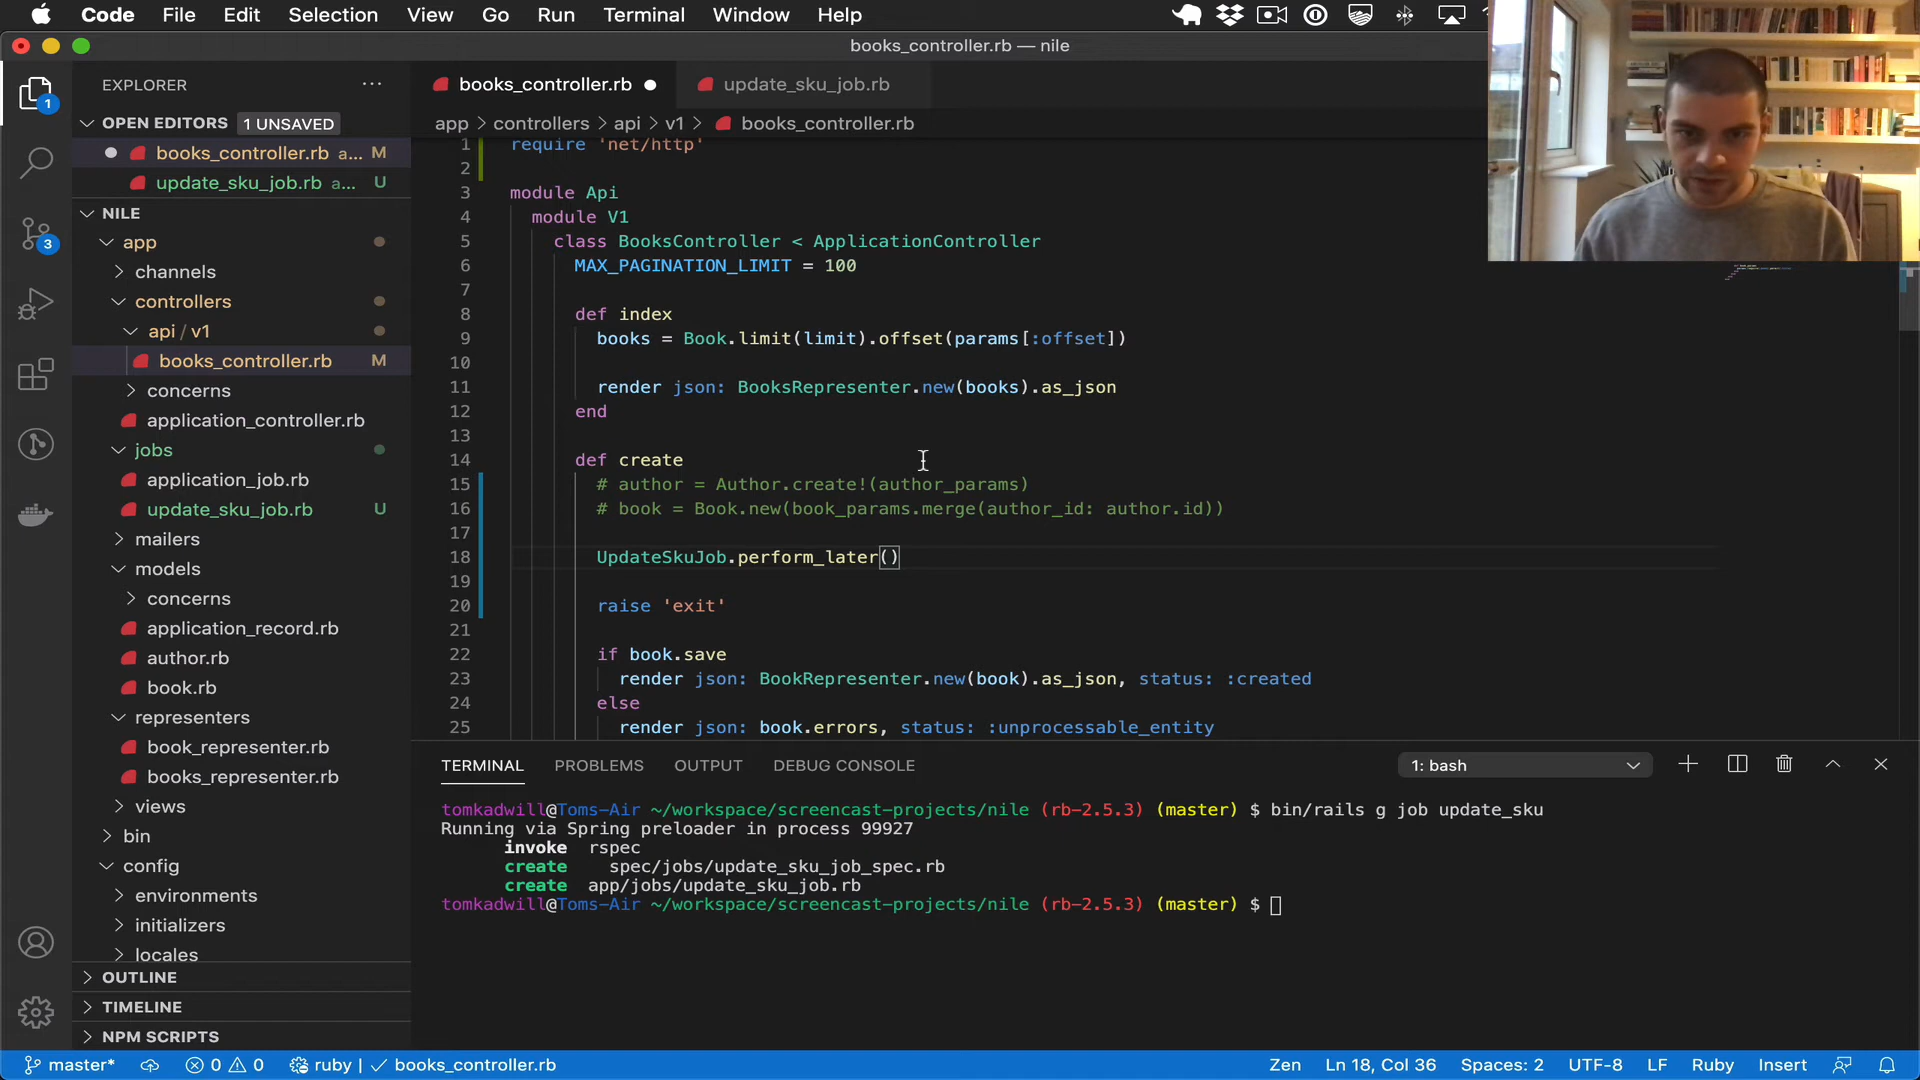 Code File Edit Selection View Go Run Terminal Window Help
books_controller.rb — nile
EXPLORER
OPEN EDITORS 1 UNSAVED
books_controller.rb a... M
update_sku_job.rb a... U
NILE
app
channels
controllers
api / v1
books_controller.rb M
concerns
application_controller.rb
jobs
application_job.rb
update_sku_job.rb U
mailers
models
concerns
application_record.rb
author.rb
book.rb
representers
book_representer.rb
books_representer.rb
views
bin
config
environments
initializers
locales
OUTLINE
TIMELINE
NPM SCRIPTS
1
3
books_controller.rb
update_sku_job.rb
app > controllers > api > v1 > books_controller.rb
1 require 'net/http'
2
3 module Api
4 module V1
5 class BooksController < ApplicationController
6 MAX_PAGINATION_LIMIT = 100
7
8 def index
9 books = Book.limit(limit).offset(params[:offset])
10
11 render json: BooksRepresenter.new(books).as_json
12 end
13
14 def create
15 # author = Author.create!(author_params)
16 # book = Book.new(book_params.merge(author_id: author.id))
17
18 UpdateSkuJob.perform_later()
19
20 raise 'exit'
21
22 if book.save
23 render json: BookRepresenter.new(book).as_json, status: :created
24 else
25 render json: book.errors, status: :unprocessable_entity
TERMINAL PROBLEMS OUTPUT DEBUG CONSOLE
1: bash
tomkadwill@Toms-Air ~/workspace/screencast-projects/nile (rb-2.5.3) (master) $ bin/rails g job update_sku
Running via Spring preloader in process 99927
invoke rspec
create spec/jobs/update_sku_job_spec.rb
create app/jobs/update_sku_job.rb
tomkadwill@Toms-Air ~/workspace/screencast-projects/nile (rb-2.5.3) (master) $
master* 0 0 ruby | ✓ books_controller.rb
Zen Ln 18, Col 36 Spaces: 2 UTF-8 LF Ruby Insert